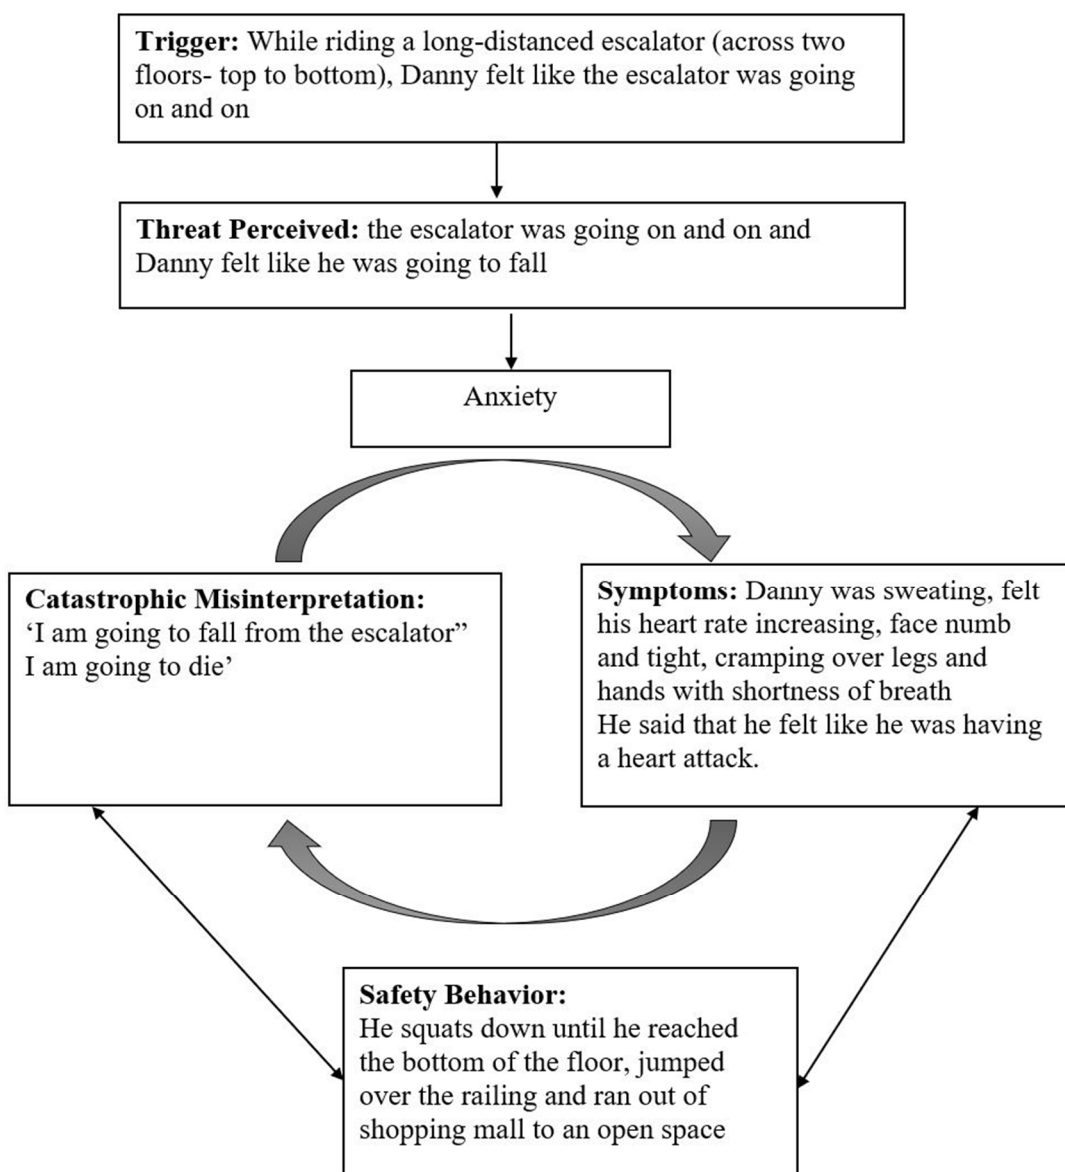 Trigger: While riding a long-distanced escalator (across two
floors- top to bottom), Danny felt like the escalator was going
on and on
Threat Perceived: the escalator was going on and on and
Danny felt like he was going to fall
Anxiety
Catastrophic Misinterpretation:
‘I am going to fall from the escalator”
I am going to die’
Symptoms: Danny was sweating, felt
his heart rate increasing, face numb
and tight, cramping over legs and
hands with shortness of breath
He said that he felt like he was having
a heart attack.
Safety Behavior:
He squats down until he reached
the bottom of the floor, jumped
over the railing and ran out of
shopping mall to an open space